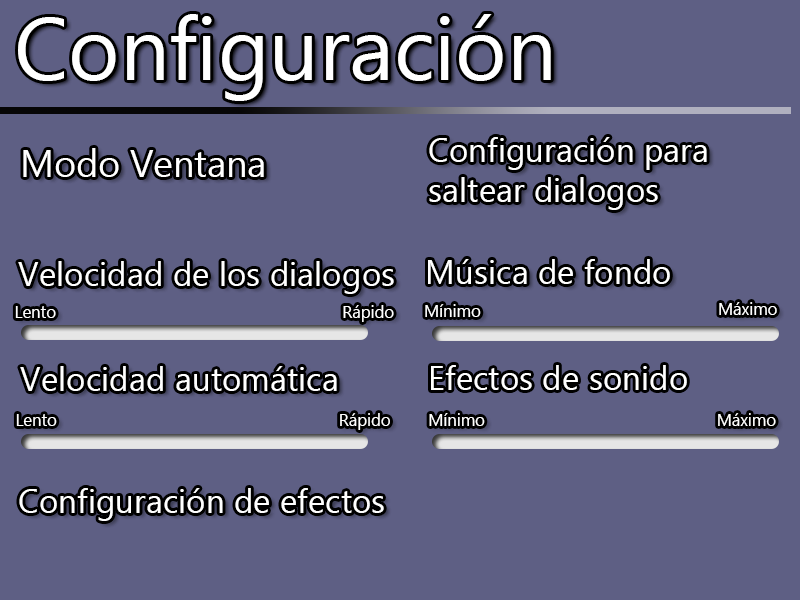 Configuración
Modo Ventana
Configuración para
saltear dialogos
Velocidad de los dialogos
Lento
Rápido
Música de fondo
Mínimo
Máximo
Velocidad automática
Lento
Rápido
Efectos de sonido
Mínimo
Máximo
Configuración de efectos